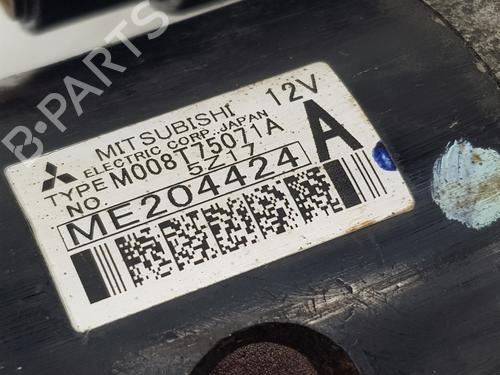 MITSUBISHI 12V
ELECTRIC CORP. JAPAN
TYPE M008T75071A A
5Z17
NO ME204424
B-PARTS